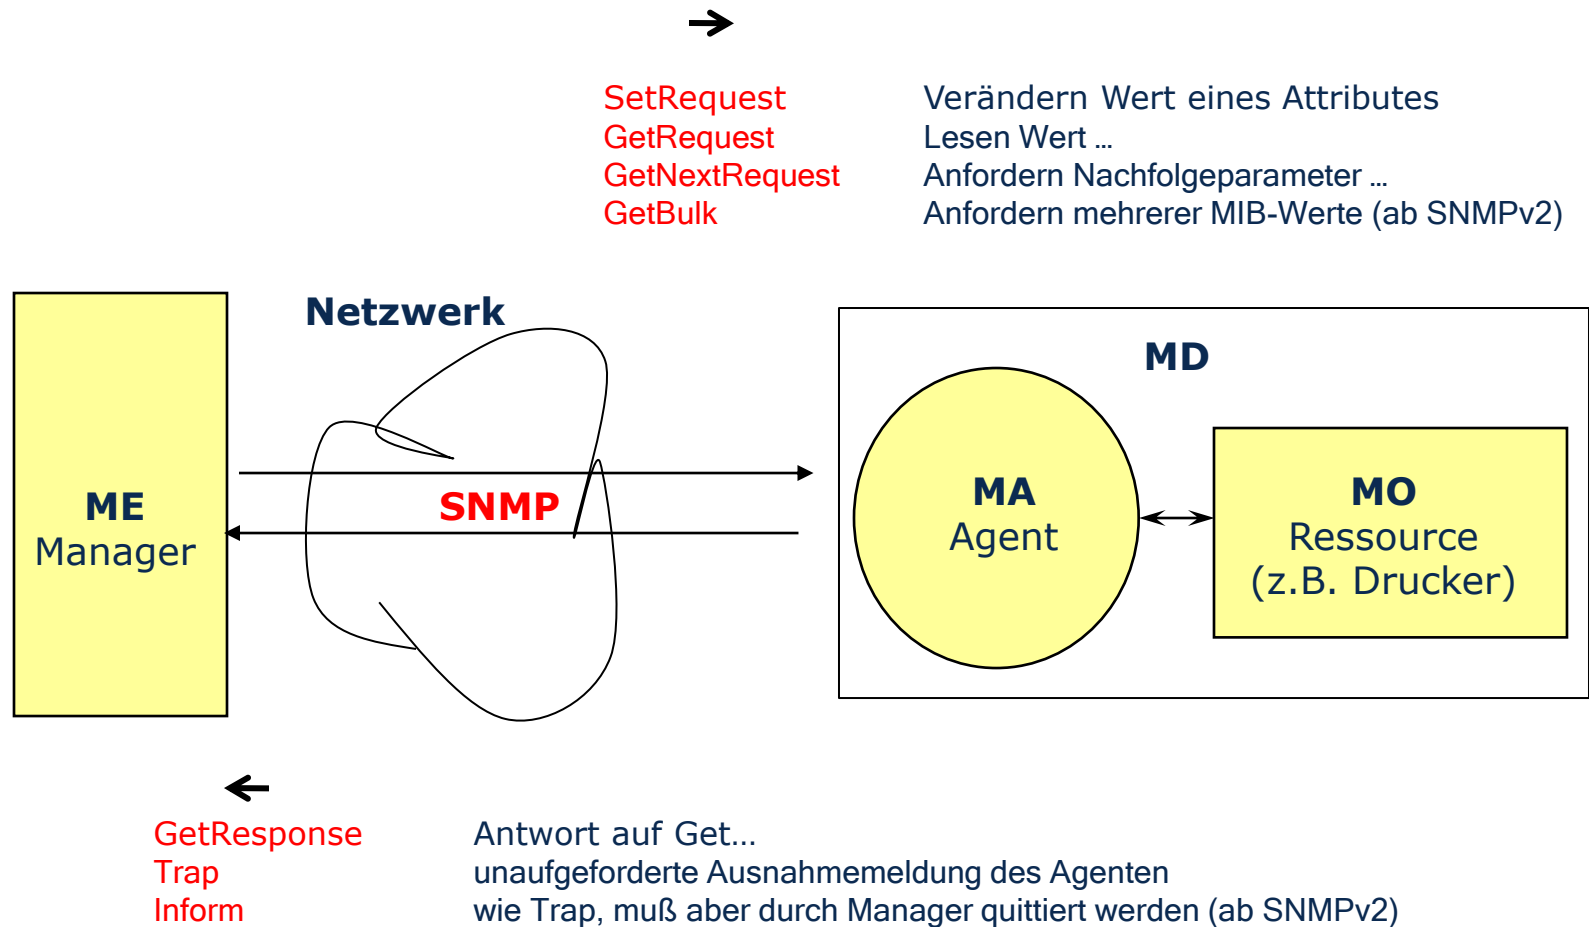 SetRequest Verändern Wert eines Attributes
GetRequest Lesen Wert ...
GetNextRequest Anfordern Nachfolgeparameter ...
GetBulk Anfordern mehrerer MIB-Werte (ab SNMPv2)
Netzwerk
MD
ME
Manager
SNMP
MA
Agent
MO
Ressource
(z.B. Drucker)
GetResponse Antwort auf Get...
Trap unaufgeforderte Ausnahmemeldung des Agenten
Inform wie Trap, muß aber durch Manager quittiert werden (ab SNMPv2)